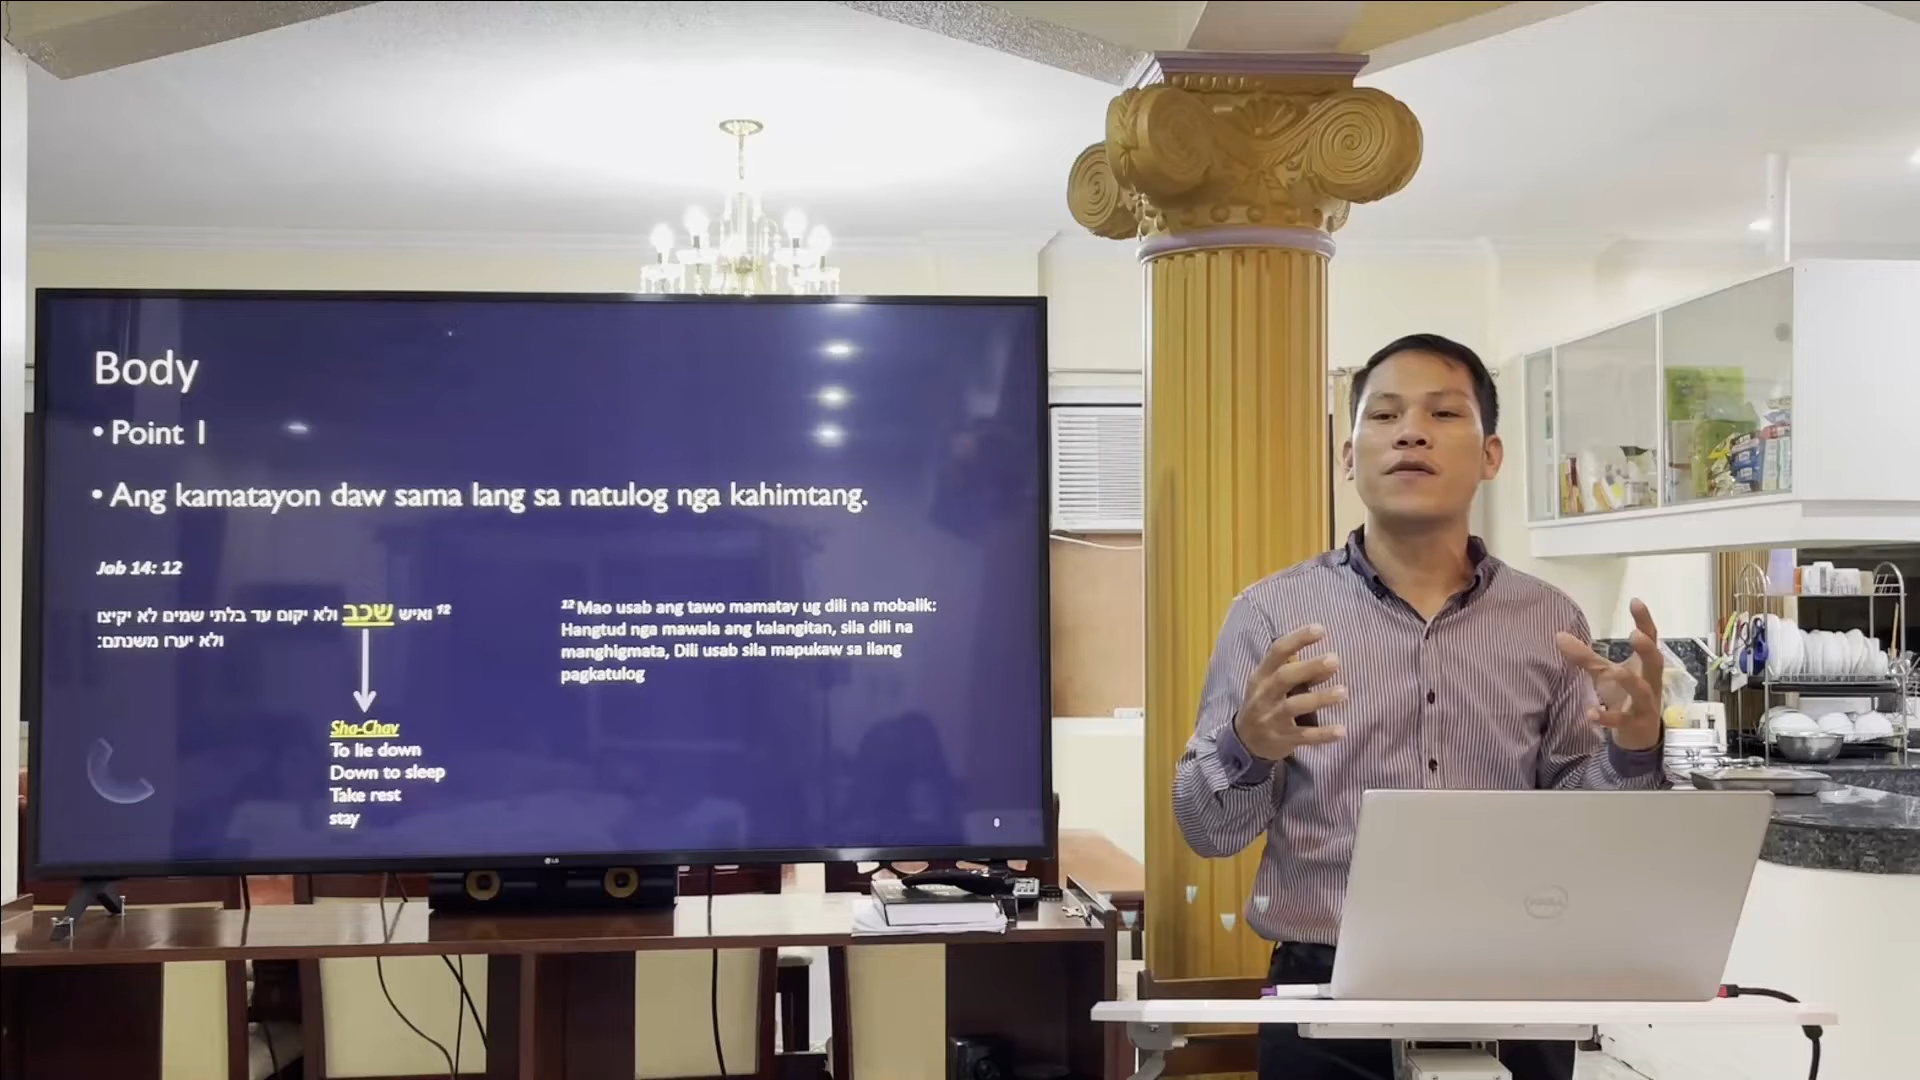 Body
• Point 1
• Ang kamatayon daw sama lang sa natulog nga kahimtang.
Job 14: 12
12 ואיש שכב ולא יקום עד בלתי שמים לא יקיצו
ולא יערו משנתם:
Sha-Chav
To lie down
Down to sleep
Take rest
stay
12 Mao usab ang tawo mamatay ug dili na mobalik:
Hangtud nga mawala ang kalangitan, sila dili na
manghigmata, Dili usab sila mapukaw sa ilang
pagkatulog
8
LG
DELL